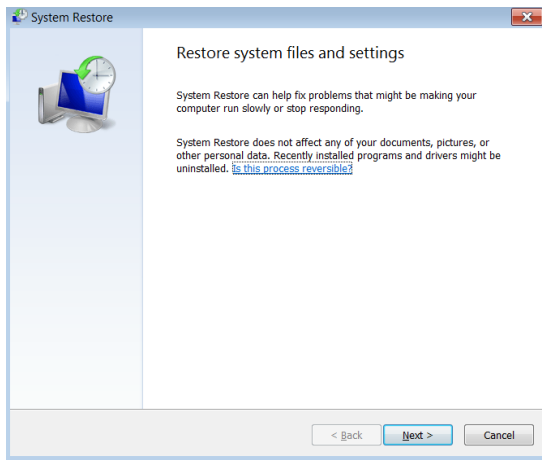 System Restore
Restore system files and settings
System Restore can help fix problems that might be making your
computer run slowly or stop responding.
System Restore does not affect any of your documents, pictures, or
other personal data. Recently installed programs and drivers might be
uninstalled. Is this process reversible?
< Back
Next >
Cancel